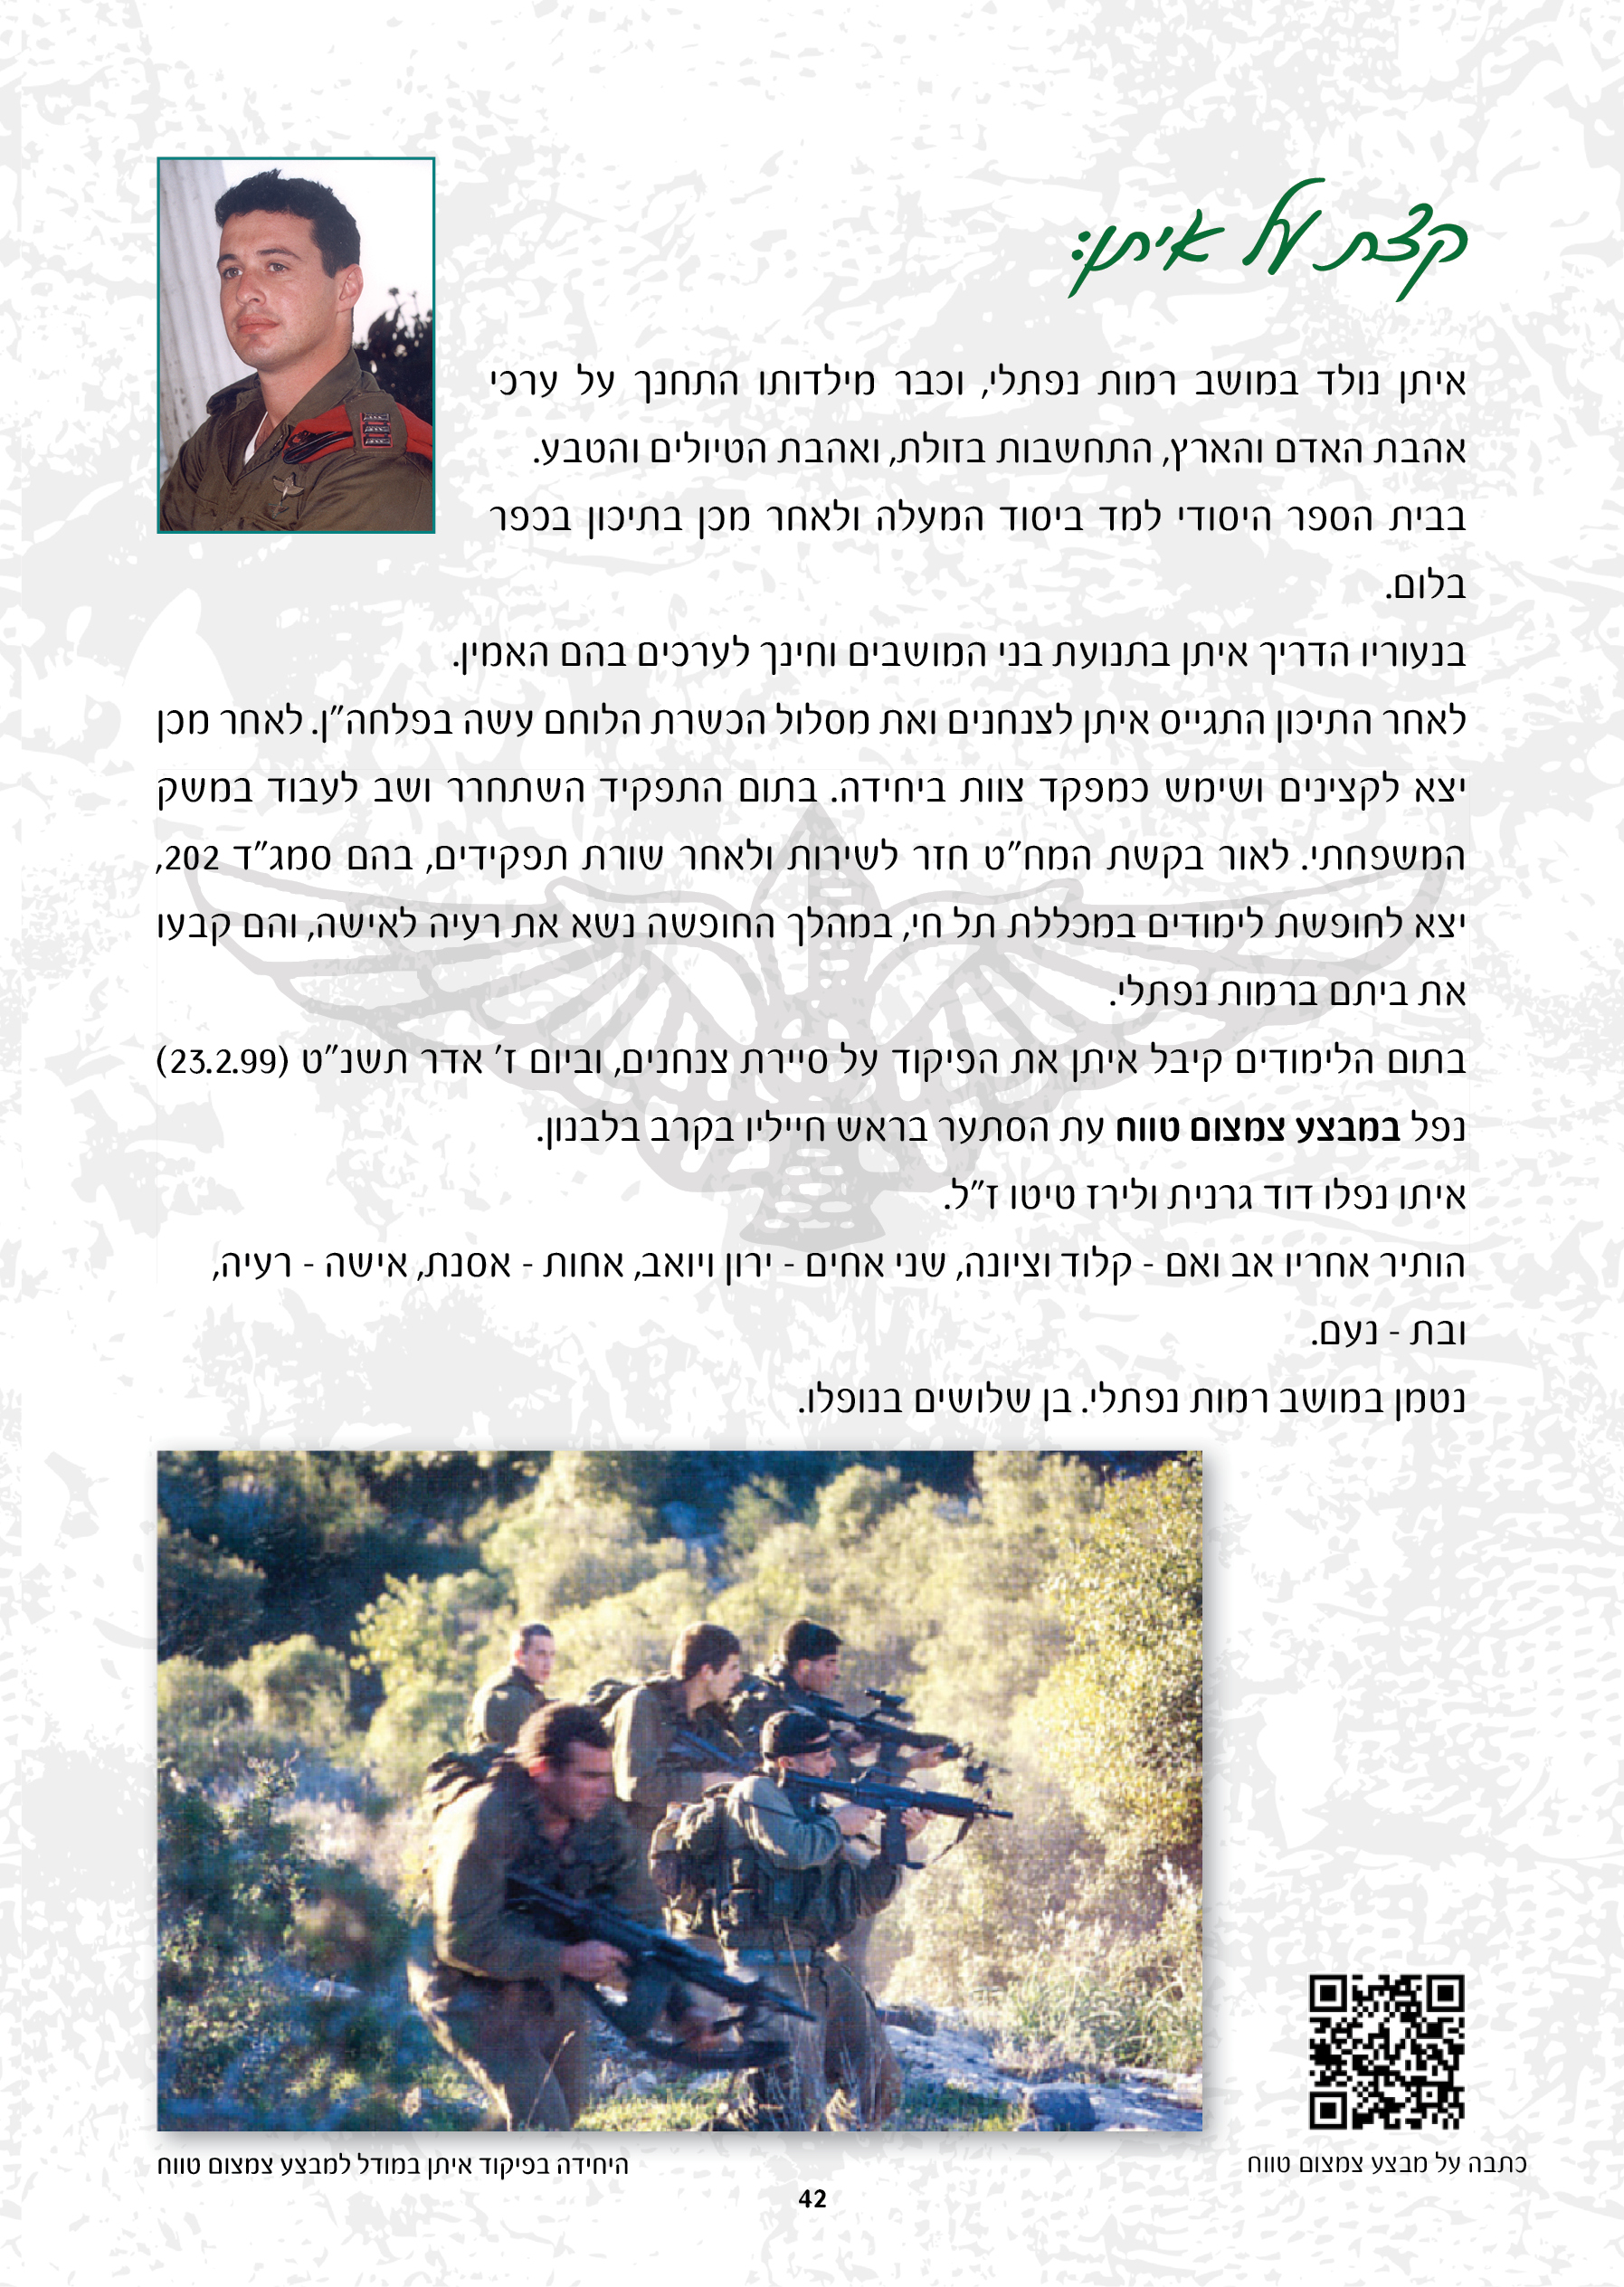 קצת על איתן:
איתן נולד במושב רמות נפתלי, וכבר מילדותו התחנך על ערכי
אהבת האדם והארץ, התחשבות בזולת, ואהבת הטיולים והטבע.
בבית הספר היסודי למד ביסוד המעלה ולאחר מכן בתיכון בכפר
בלום.
בנעוריו הדריך איתן בתנועת בני המושבים וחינך לערכים בהם האמין.
לאחר התיכון התגייס איתן לצנחנים ואת מסלול הכשרת הלוחם עשה בפלחה"ן. לאחר מכן
יצא לקצינים ושימש כמפקד צוות ביחידה. בתום התפקיד השתחרר ושב לעבוד במשק
המשפחתי. לאור בקשת המח"ט חזר לשירות ולאחר שורת תפקידים, בהם סמג"ד 202,
יצא לחופשת לימודים במכללת תל חי, במהלך החופשה נשא את רעיה לאישה, והם קבעו
את ביתם ברמות נפתלי.
בתום הלימודים קיבל איתן את הפיקוד על סיירת צנחנים, וביום ז' אדר תשנ"ט (23.2.99)
נפל במבצע צמצום טווח עת הסתער בראש חייליו בקרב בלבנון.
איתו נפלו דוד גרנית ולירז טיטו ז"ל.
הותיר אחריו אב ואם - קלוד וציונה, שני אחים - ירון ויואב, אחות - אסנת, אישה - רעיה,
ובת - נעם.
נטמן במושב רמות נפתלי. בן שלושים בנופלו.
כתבה על מבצע צמצום טווח
היחידה בפיקוד איתן במודל למבצע צמצום טווח
42